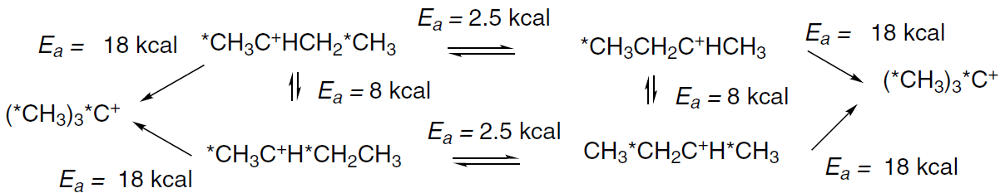 Eₐ = 2.5 kcal
Eₐ = 18 kcal *CH₃C⁺HCH₂*CH₃ *CH₃CH₂C⁺HCH₃ Eₐ = 18 kcal
Eₐ = 8 kcal Eₐ = 8 kcal (*CH₃)₃*C⁺
(*CH₃)₃*C⁺
Eₐ = 2.5 kcal
*CH₃C⁺H*CH₂CH₃ CH₃*CH₂C⁺H*CH₃
Eₐ = 18 kcal Eₐ = 18 kcal